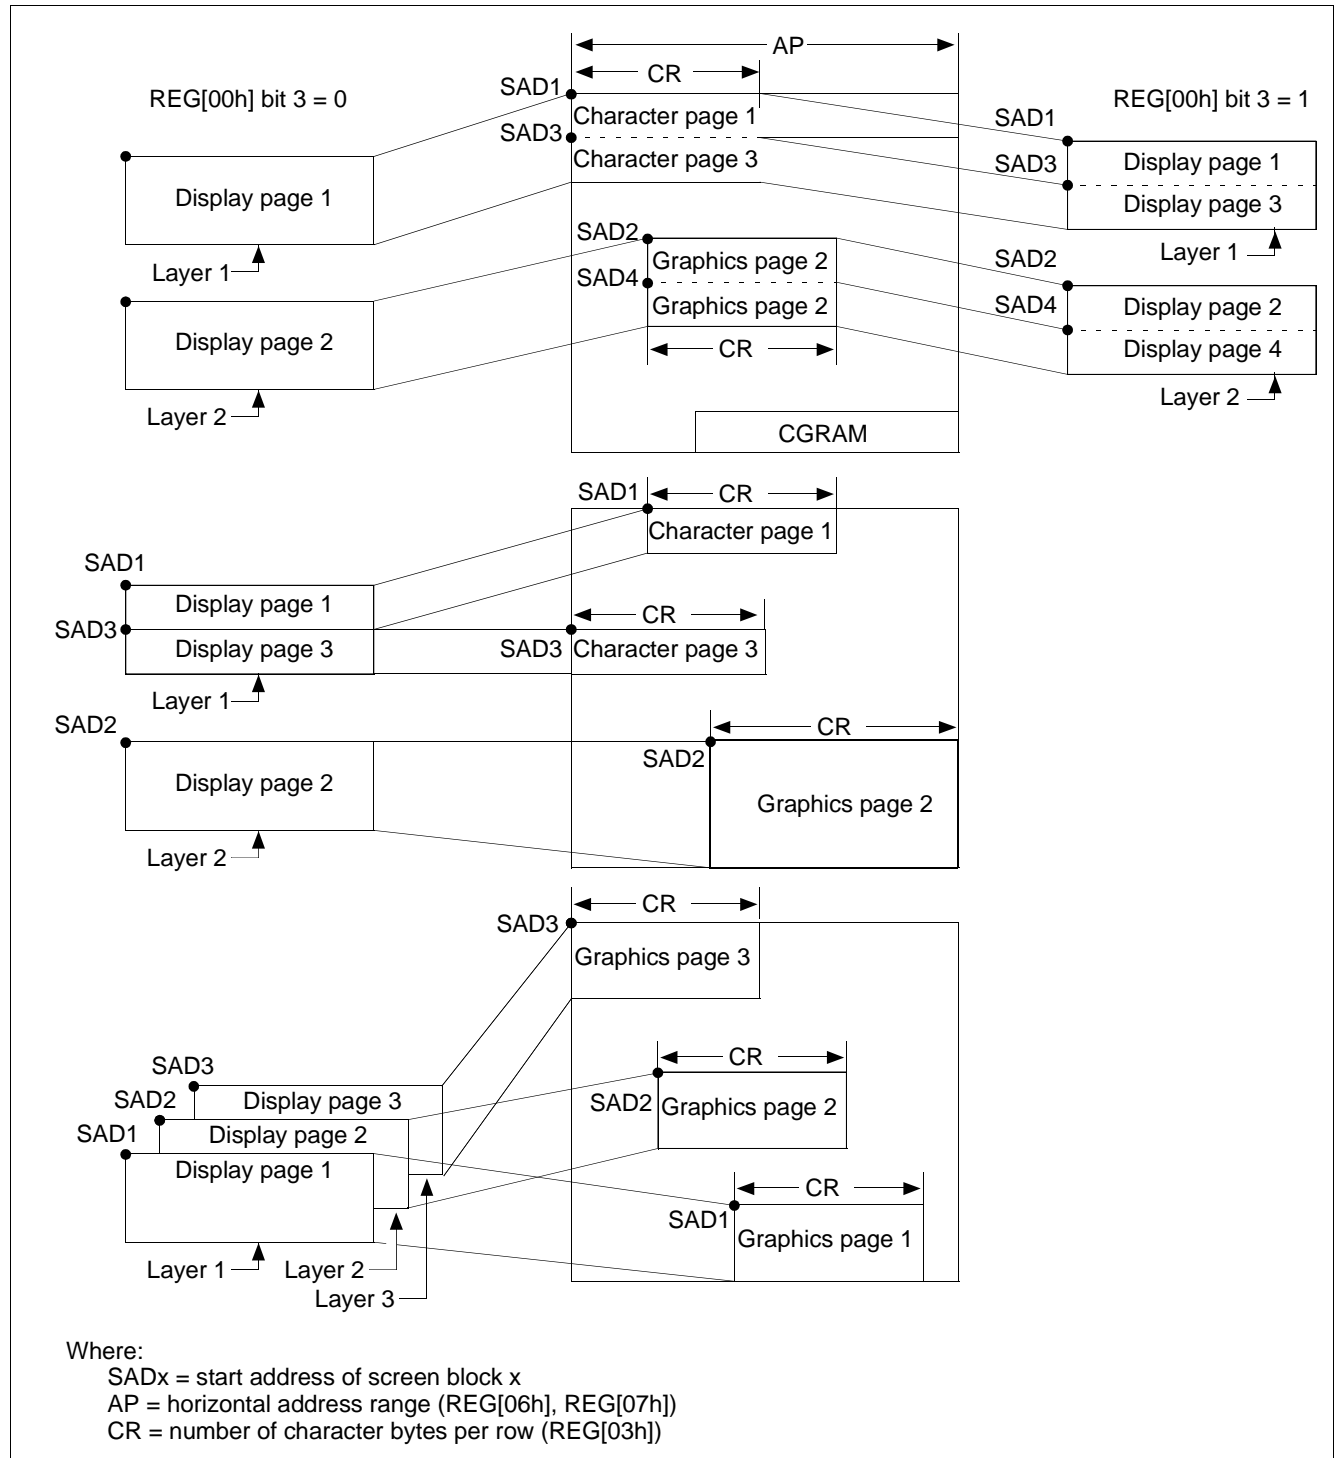 AP
CR
REG[00h] bit 3 = 0
SAD1
REG[00h] bit 3 = 1
Character page 1
SAD3
Character page 3
SAD1
Display page 1
SAD3
Display page 3
Display page 1
Layer 1
Layer 1
SAD2
Graphics page 2
SAD4
Graphics page 2
CR
SAD2
Display page 2
SAD4
Display page 4
Display page 2
Layer 2
Layer 2
CGRAM
SAD1
CR
Character page 1
SAD1
Display page 1
SAD3
Display page 3
CR
SAD3
Character page 3
Layer 1
SAD2
CR
SAD2
Display page 2
Graphics page 2
Layer 2
CR
SAD3
Graphics page 3
SAD3
Display page 3
CR
SAD2
Display page 2
SAD2
Graphics page 2
SAD1
Display page 1
CR
SAD1
Graphics page 1
Layer 1
Layer 2
Layer 3
Where:
SADx = start address of screen block x
AP = horizontal address range (REG[06h], REG[07h])
CR = number of character bytes per row (REG[03h])